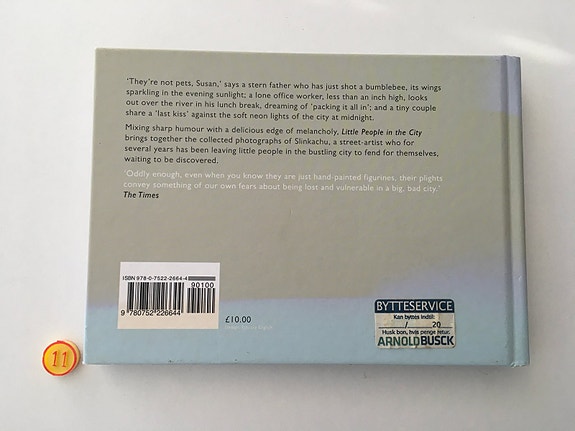 'They're not pets, Susan,' says a stern father who has just shot a bumblebee, its wings
sparkling in the evening sunlight; a lone office worker, less than an inch high, looks
out over the river in his lunch break, dreaming of 'packing it all in'; and a tiny couple
share a 'last kiss' against the soft neon lights of the city at midnight.
Mixing sharp humour with a delicious edge of melancholy, Little People in the City
brings together the collected photographs of Slinkachu, a street-artist who for
several years has been leaving little people in the bustling city to fend for themselves,
waiting to be discovered.
'Oddly enough, even when you know they are just hand-painted figurines, their plights
convey something of our own fears about being lost and vulnerable in a big, bad city.'
The Times
ISBN 978-0-7522-2664-4
90100
9 780752 226644
£10.00
BYTTESERVICE
Kan byttes indtil:
/ 20
Husk bon, hvis penge retur.
ARNOLDBUSCK
11